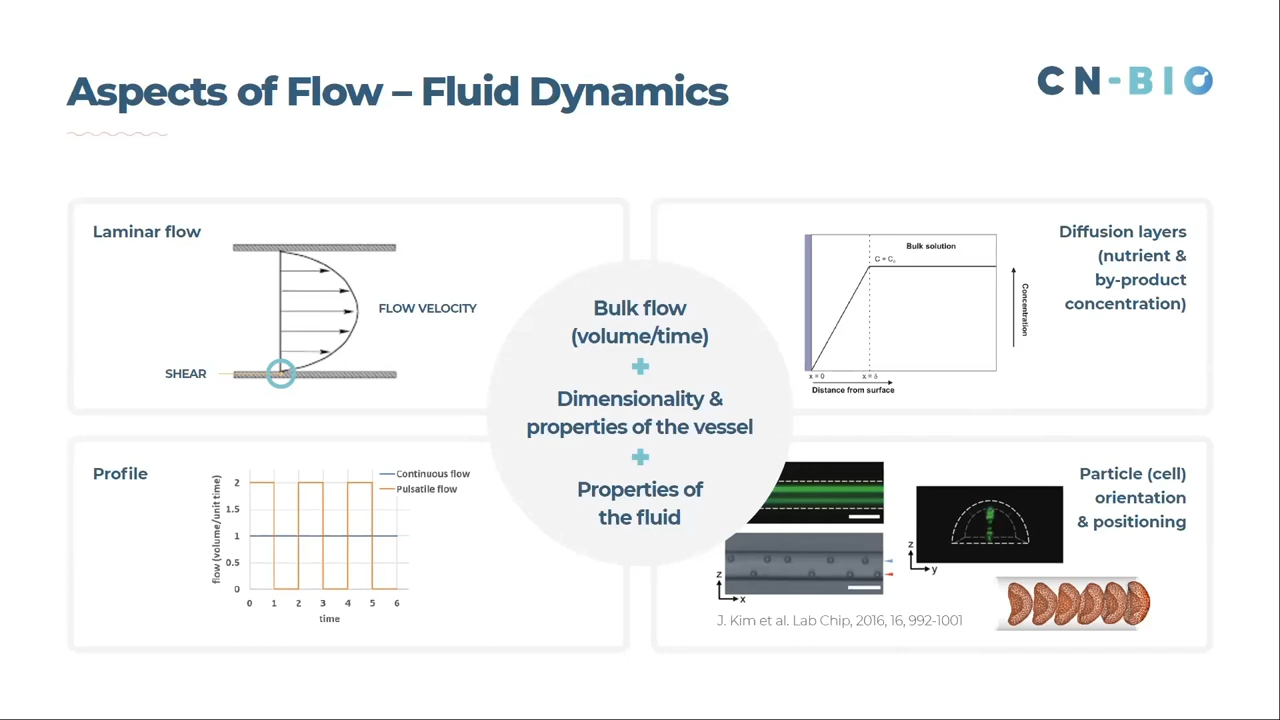 Aspects of Flow – Fluid Dynamics
CN-BIO
Laminar flow
FLOW VELOCITY
SHEAR
Bulk flow
(volume/time)
+
Dimensionality &
properties of the vessel
+
Properties of
the fluid
Bulk solution
C = C₀
Concentration
x = 0
x = δ
Distance from surface
Diffusion layers
(nutrient &
by-product
concentration)
Profile
Continuous flow
Pulsatile flow
flow (volume/unit time)
2
1.5
1
0.5
0
0 1 2 3 4 5 6
time
Particle (cell)
orientation
& positioning
z
x
z
y
J. Kim et al. Lab Chip, 2016, 16, 992-1001